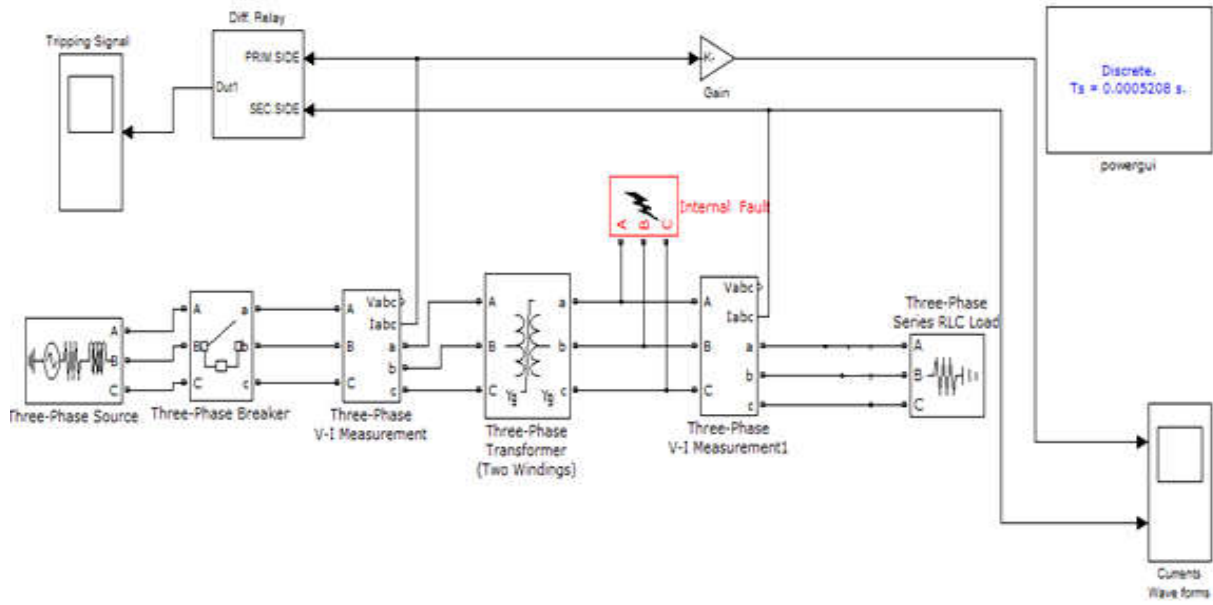 Diff. Relay
Tripping Signal
PRIM.SIDE
Out1
SEC.SIDE
K-
Gain
Discrete,
Ts = 0.0005208 s.
powergui
A
B
C
Internal Fault
A
B
C
Three-Phase Source
A
B
C
a
b
c
Three-Phase Breaker
A
B
C
Vabc
Iabc
a
b
c
Three-Phase
V-I Measurement
A
B
C
Yg
Yg
a
b
c
Three-Phase
Transformer
(Two Windings)
A
B
C
Vabc
Iabc
a
b
c
Three-Phase
V-I Measurement1
Three-Phase
Series RLC Load
A
B
C
Currents
Wave forms